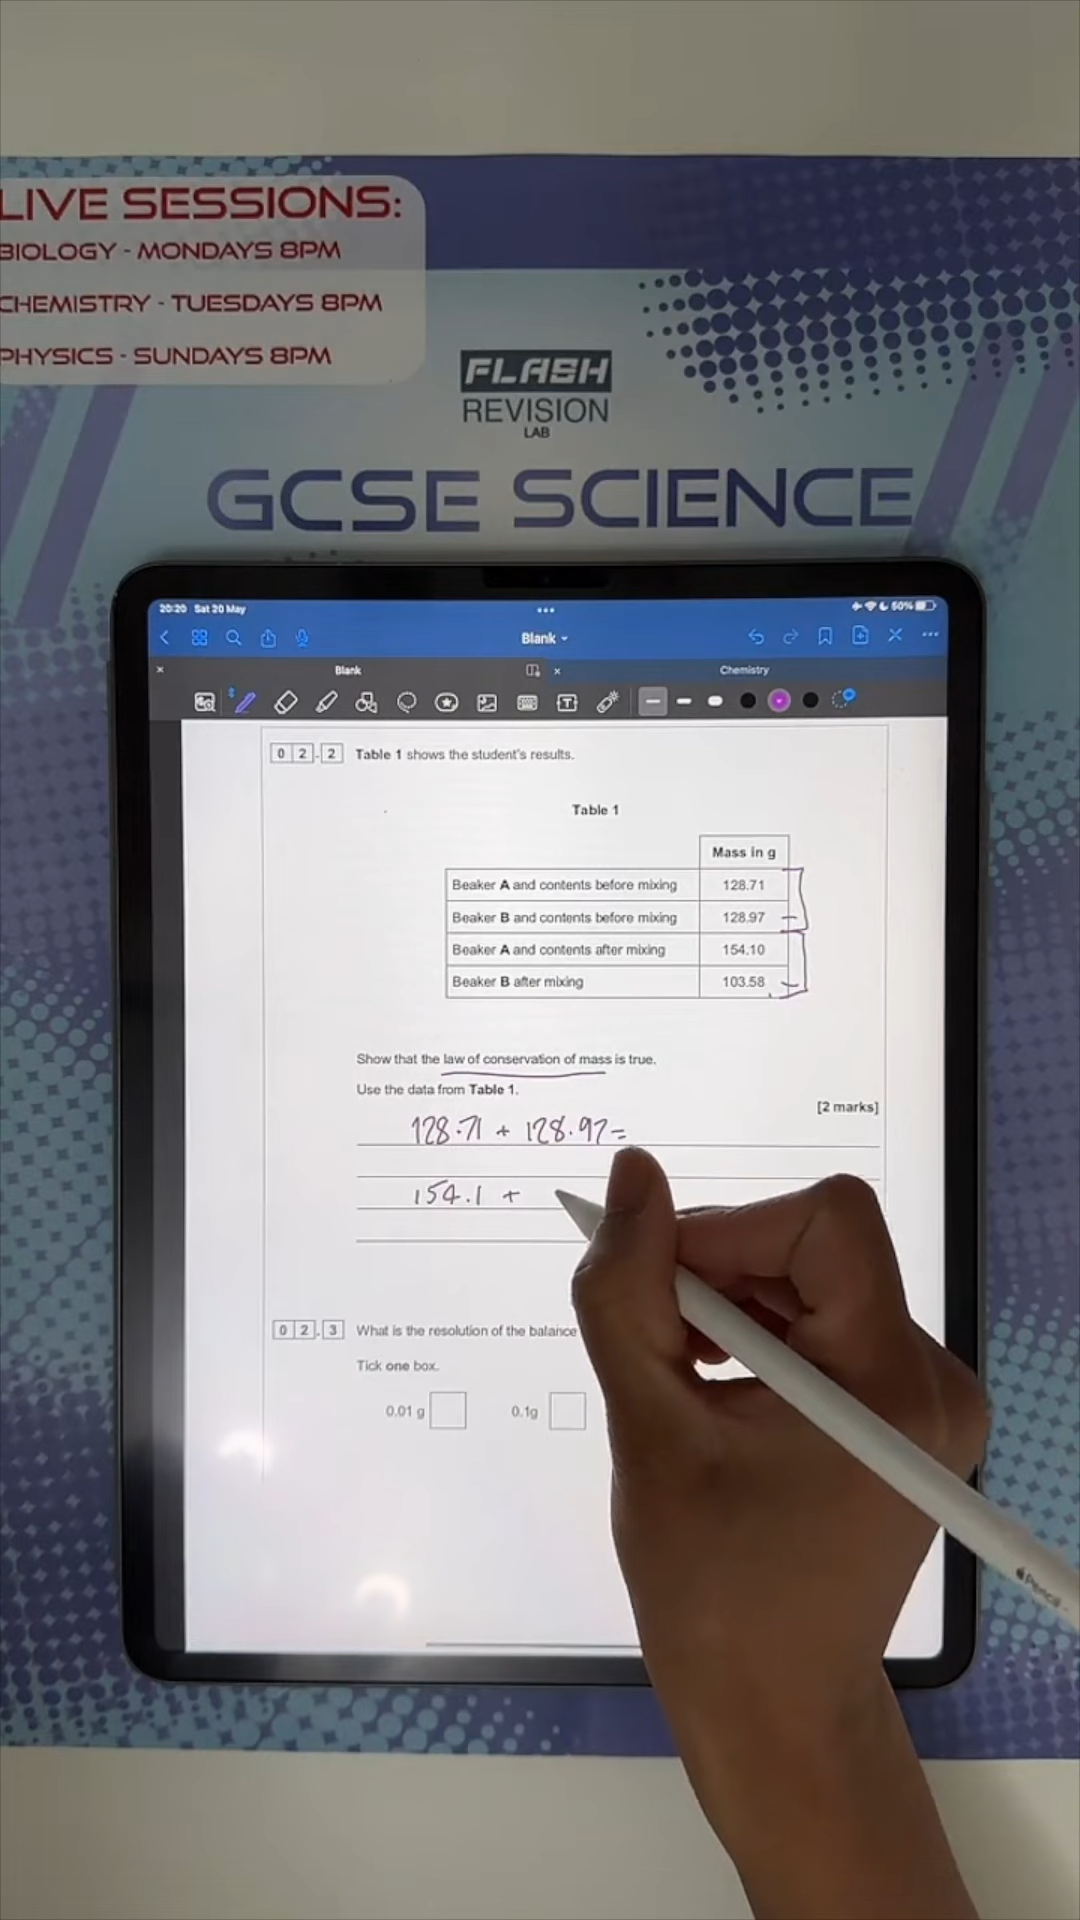 LIVE SESSIONS:
BIOLOGY - MONDAYS 8PM
CHEMISTRY - TUESDAYS 8PM
PHYSICS - SUNDAYS 8PM
FLASH
REVISION
LAB
GCSE SCIENCE
20:20 Sat 20 May
50%
Blank
Blank
Chemistry
0 2 . 2 Table 1 shows the student's results.
Table 1
Mass in g
Beaker A and contents before mixing 128.71
Beaker B and contents before mixing 128.97
Beaker A and contents after mixing 154.10
Beaker B after mixing 103.58
Show that the law of conservation of mass is true.
Use the data from Table 1.
[2 marks]
128.71 + 128.97 =
154.1 +
0 2 . 3 What is the resolution of the balance
Tick one box.
0.01 g 0.1g
Pencil